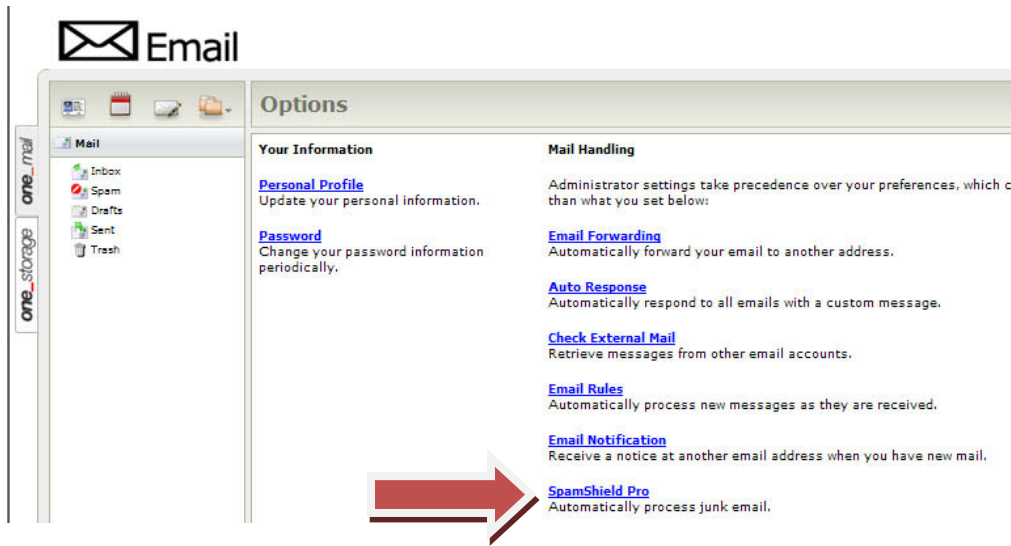 Email
Options
one_mail
one_storage
Mail
Inbox
Spam
Drafts
Sent
Trash
Your Information
Personal Profile
Update your personal information.
Password
Change your password information
periodically.
Mail Handling
Administrator settings take precedence over your preferences, which c
than what you set below:
Email Forwarding
Automatically forward your email to another address.
Auto Response
Automatically respond to all emails with a custom message.
Check External Mail
Retrieve messages from other email accounts.
Email Rules
Automatically process new messages as they are received.
Email Notification
Receive a notice at another email address when you have new mail.
SpamShield Pro
Automatically process junk email.